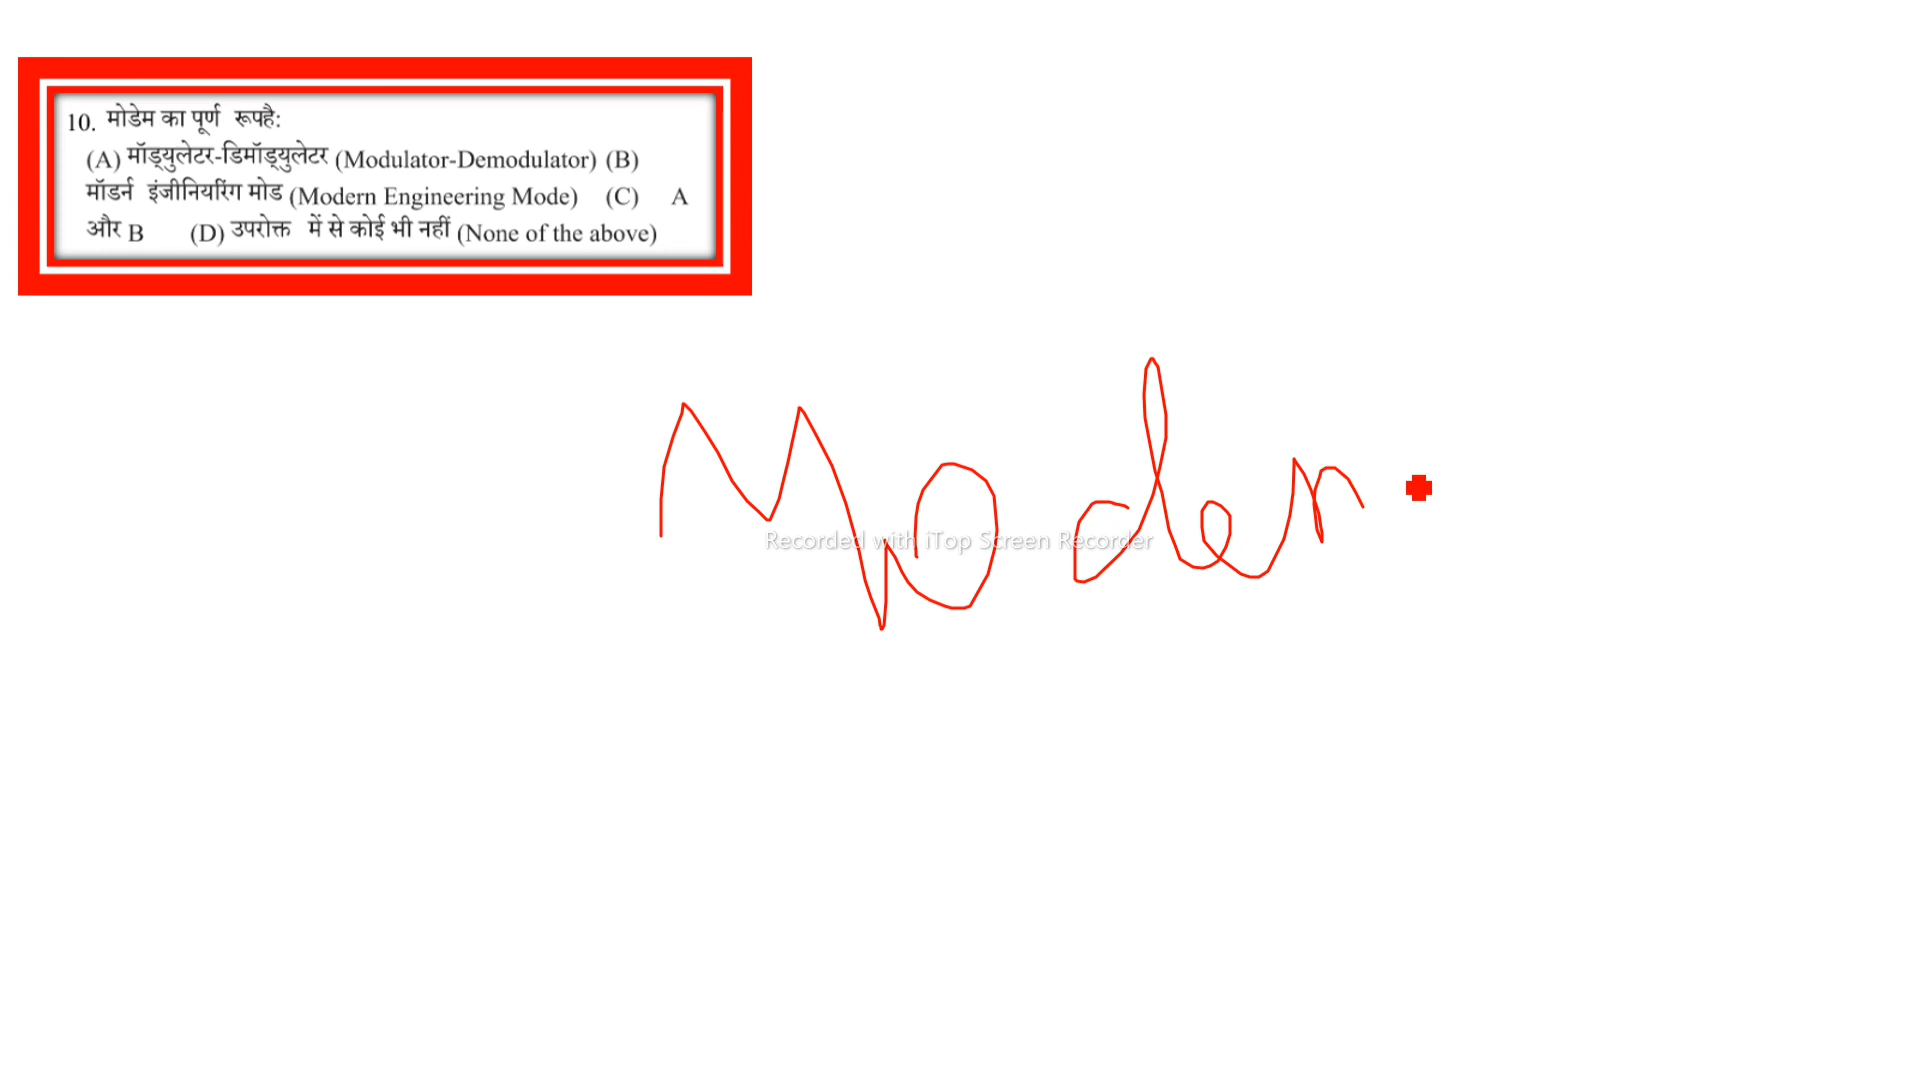 10. मोडेम का पूर्ण रूपहै:
(A) मॉड्युलेटर-डिमॉड्युलेटर (Modulator-Demodulator) (B)
मॉडर्न इंजीनियरिंग मोड (Modern Engineering Mode) (C) A
और B (D) उपरोक्त में से कोई भी नहीं (None of the above)
Moder
Recorded with iTop Screen Recorder